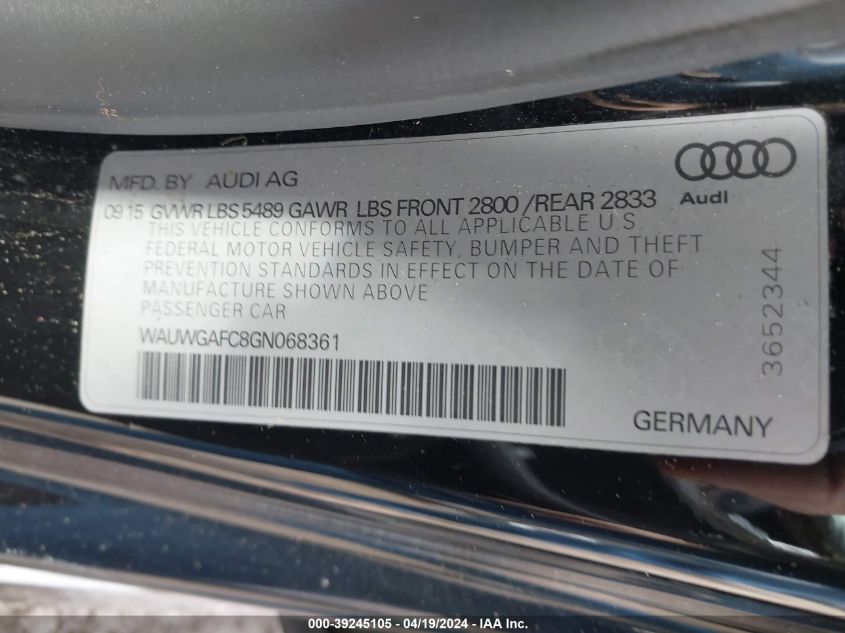 MFD. BY AUDI AG
09 15 GVWR LBS 5489 GAWR LBS FRONT 2800 /REAR 2833
Audi
THIS VEHICLE CONFORMS TO ALL APPLICABLE U.S.
FEDERAL MOTOR VEHICLE SAFETY, BUMPER AND THEFT
PREVENTION STANDARDS IN EFFECT ON THE DATE OF
MANUFACTURE SHOWN ABOVE
PASSENGER CAR
WAUWGAFC8GN068361
3652344
GERMANY
000-39245105 - 04/19/2024 - IAA Inc.